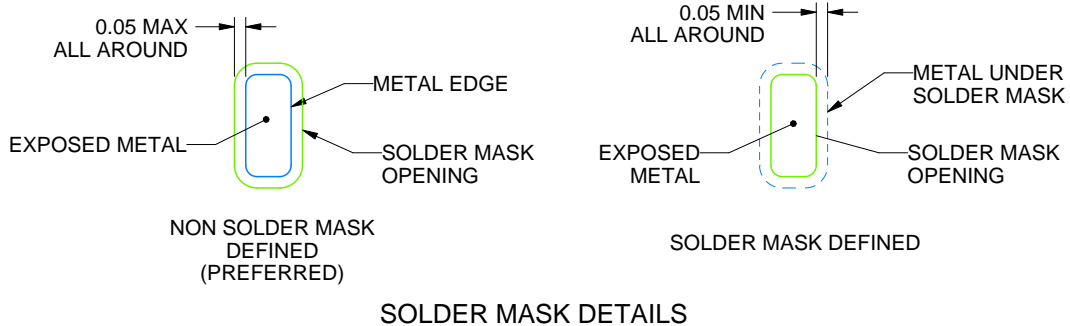 0.05 MAX
ALL AROUND
METAL EDGE
EXPOSED METAL
SOLDER MASK
OPENING
NON SOLDER MASK
DEFINED
(PREFERRED)
0.05 MIN
ALL AROUND
METAL UNDER
SOLDER MASK
EXPOSED
METAL
SOLDER MASK
OPENING
SOLDER MASK DEFINED
SOLDER MASK DETAILS